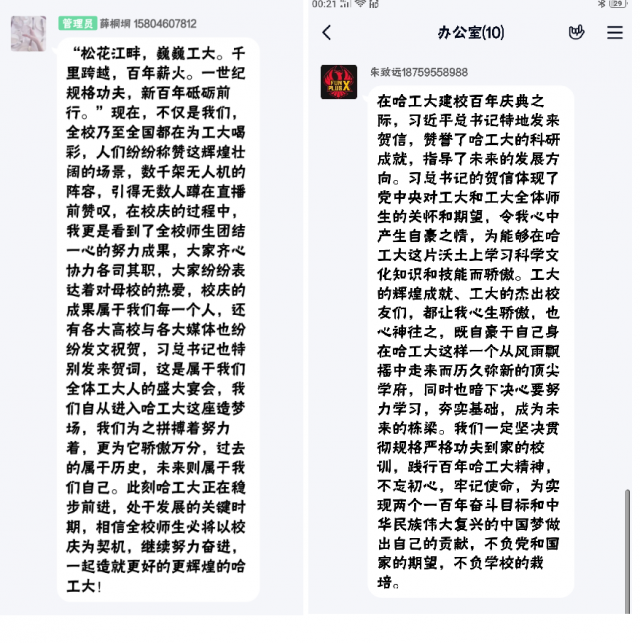 管理员 薛桐垌 15804607812
“松花江畔，巍巍工大。千
里跨越，百年薪火。一世纪
规格功夫，新百年砥砺前
行。”现在，不仅是我们，
全校乃至全国都在为工大喝
彩，人们纷纷称赞这辉煌壮
阔的场景，数千架无人机的
阵容，引得无数人蹲在直播
前赞叹，在校庆的过程中，
我更是看到了全校师生团结
一心的努力成果，大家齐心
协力各司其职，大家纷纷表
达着对母校的热爱，校庆的
成果属于我们每一个人，还
有各大高校与各大媒体也纷
纷发文祝贺，习总书记也特
别发来贺词，这是属于我们
全体工大人的盛大宴会，我
们自从进入哈工大这座造梦
场，我们为之拼搏着努力
着，更为它骄傲万分，过去
的属于历史，未来则属于我
们自己。此刻哈工大正在稳
步前进，处于发展的关键时
期，相信全校师生必将以校
庆为契机，继续努力奋进，
一起造就更好的更辉煌的哈
工大！
00:21
29
办公室(10)
FUN
PLUS
X
朱致远18759558988
在哈工大建校百年庆典之
际，习近平总书记特地发来
贺信，赞誉了哈工大的科研
成就，指导了未来的发展方
向。习总书记的贺信体现了
党中央对工大和工大全体师
生的关怀和期望，令我心中
产生自豪之情，为能够在哈
工大这片沃土上学习科学文
化知识和技能而骄傲。工大
的辉煌成就、工大的杰出校
友们，都让我心生骄傲，也
心神往之，既自豪于自己身
在哈工大这样一个从风雨飘
摇中走来而历久弥新的顶尖
学府，同时也暗下决心要努
力学习，夯实基础，成为未
来的栋梁。我们一定坚决贯
彻规格严格功夫到家的校
训，践行百年哈工大精神，
不忘初心，牢记使命，为实
现两个一百年奋斗目标和中
华民族伟大复兴的中国梦做
出自己的贡献，不负党和国
家的期望，不负学校的栽
培。